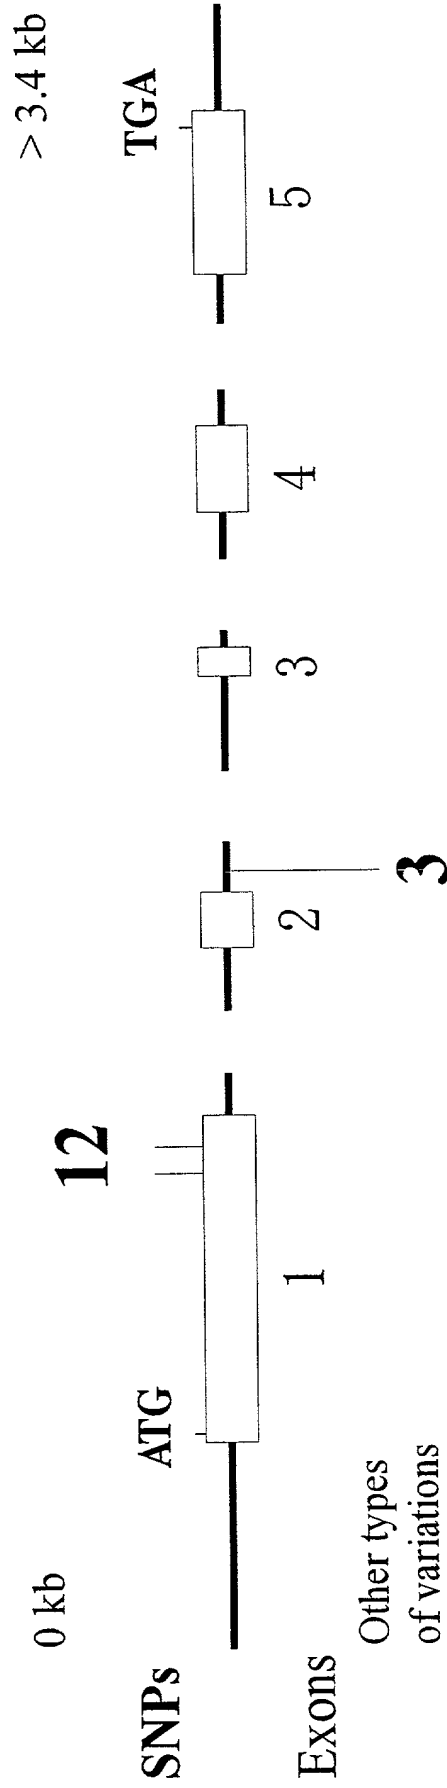 0 kb > 3.4 kb
SNPs ATG 12 TGA
Exons 1 2 3 4 5
Other types 3
of variations